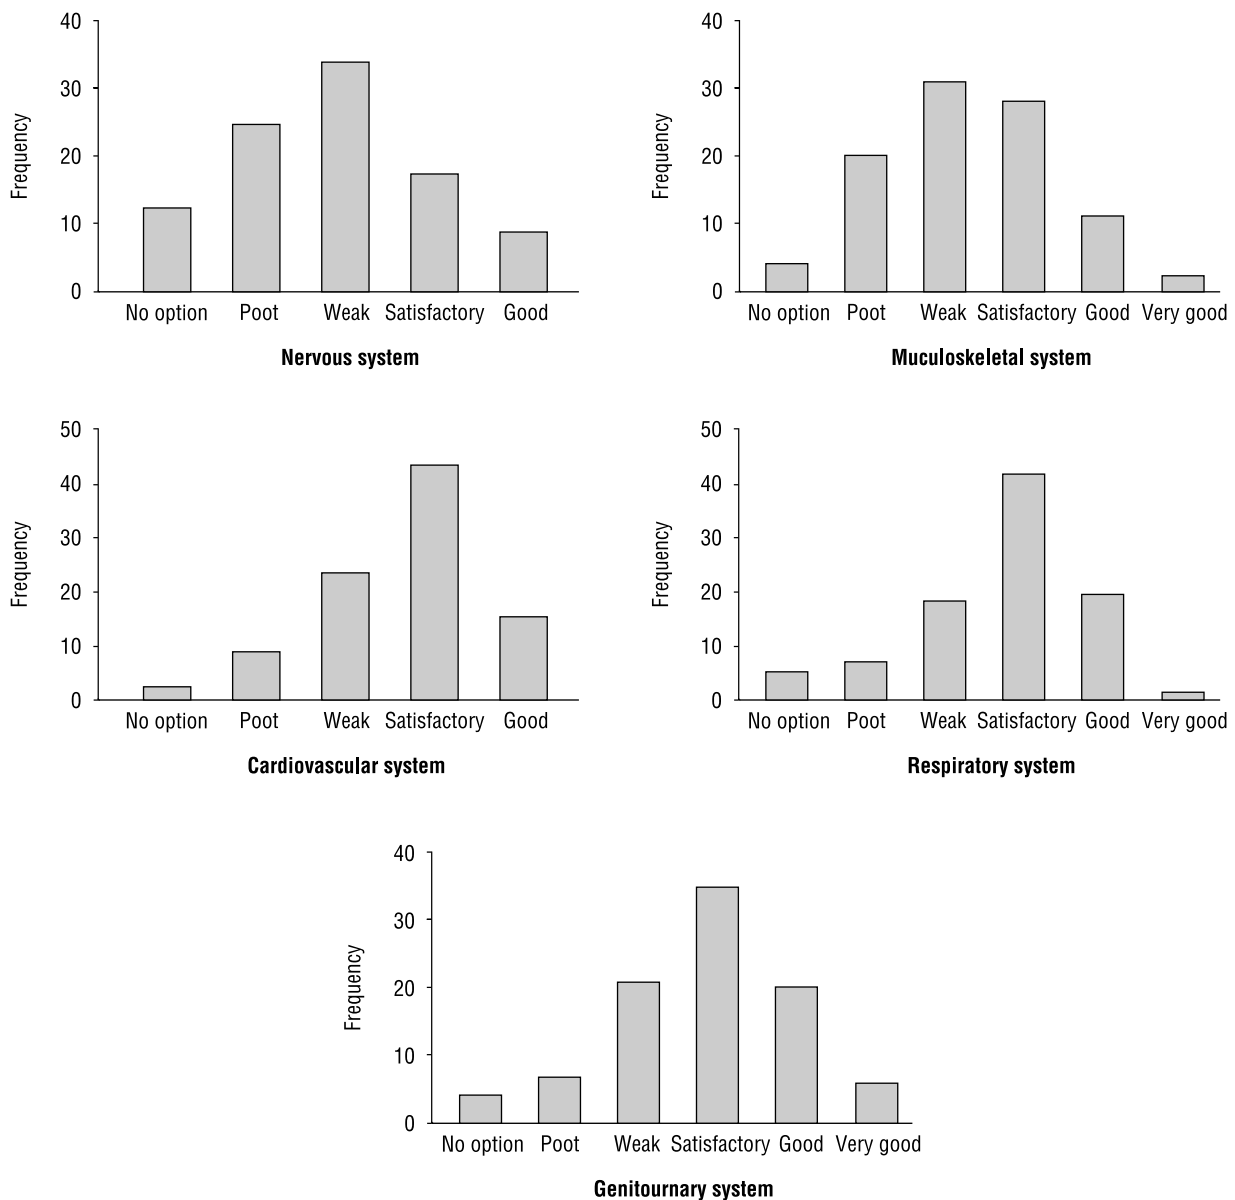 40
30
20
10
0
Frequency
No option Poot Weak Satisfactory Good
Nervous system
40
30
20
10
0
Frequency
No option Poot Weak Satisfactory Good Very good
Muculoskeletal system
50
40
30
20
10
0
Frequency
No option Poot Weak Satisfactory Good
Cardiovascular system
50
40
30
20
10
0
Frequency
No option Poot Weak Satisfactory Good Very good
Respiratory system
40
30
20
10
0
Frequency
No option Poot Weak Satisfactory Good Very good
Genitournary system